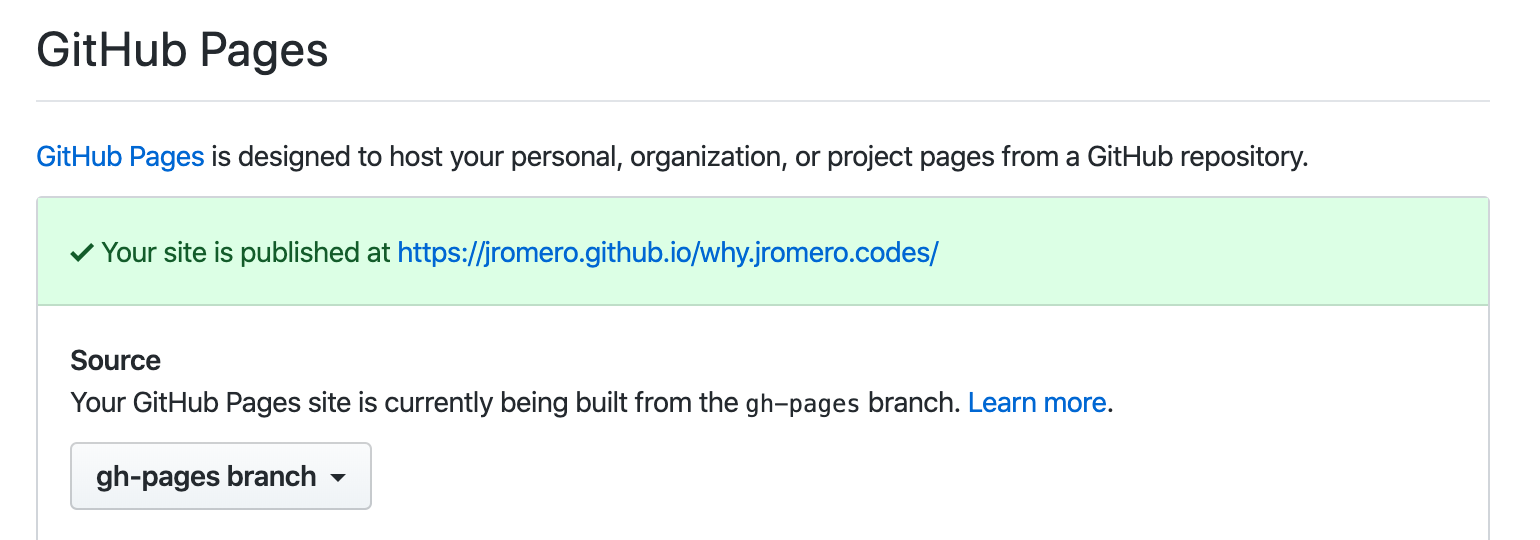 GitHub Pages
GitHub Pages is designed to host your personal, organization, or project pages from a GitHub repository.
Your site is published at https://jromero.github.io/why.jromero.codes/
Source
Your GitHub Pages site is currently being built from the gh-pages branch. Learn more.
gh-pages branch